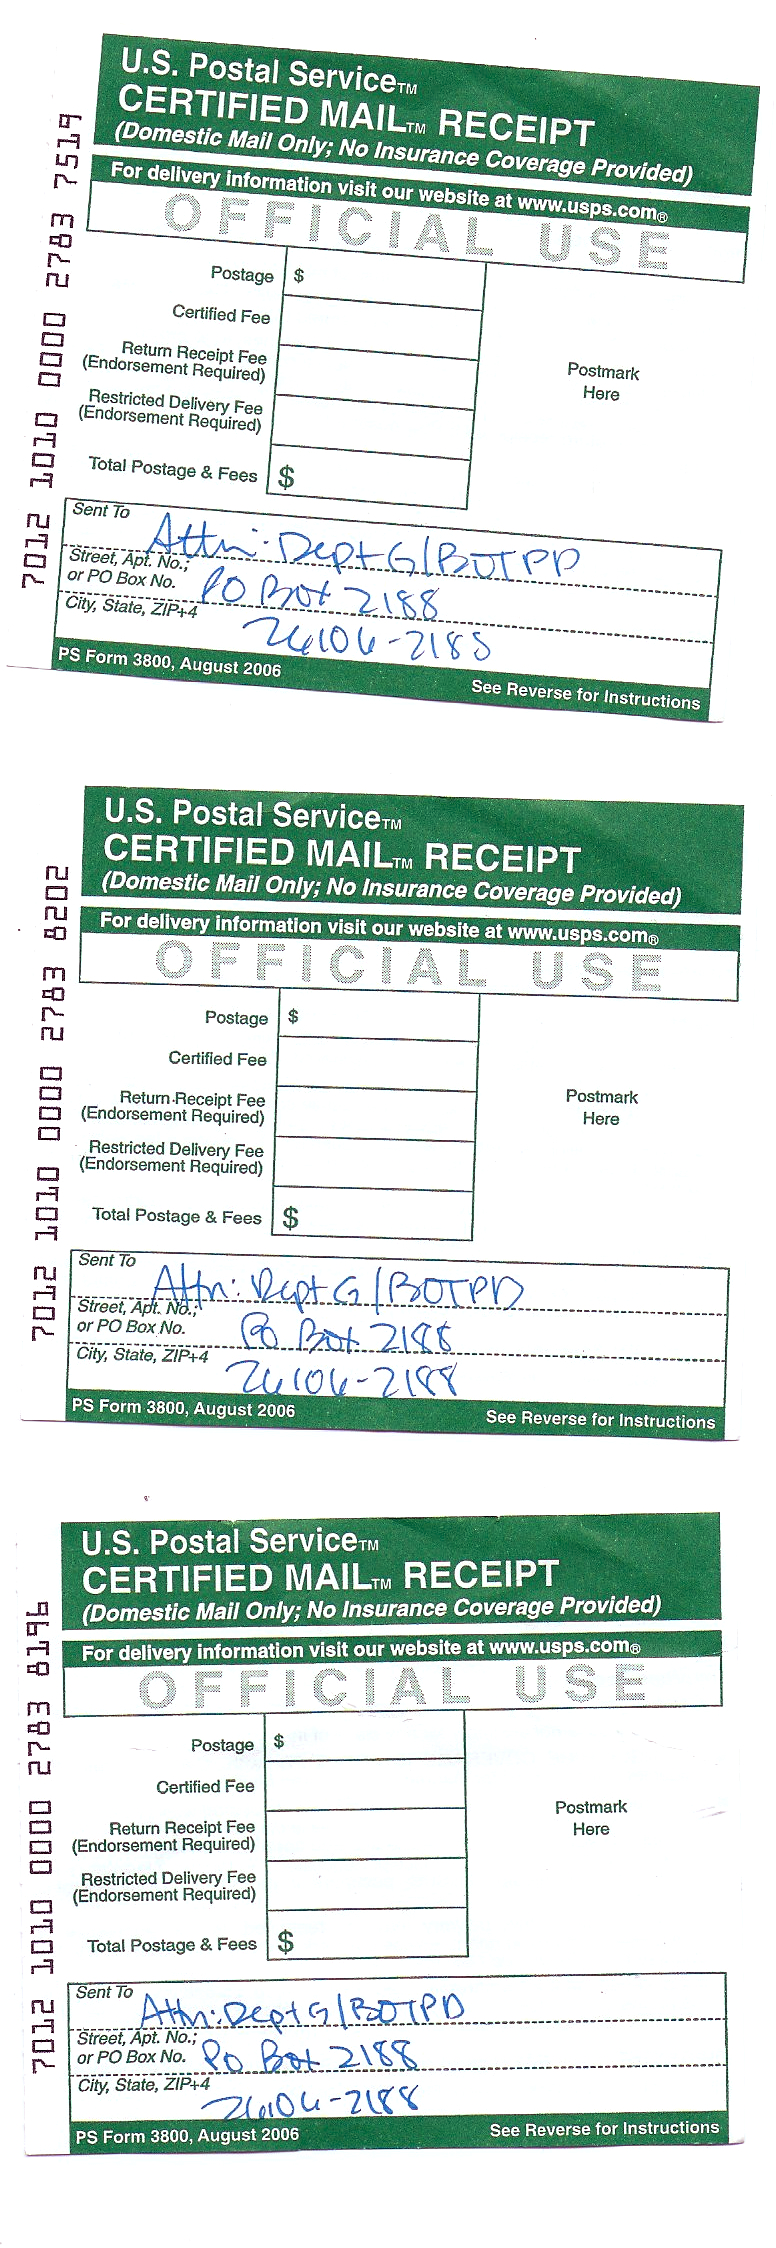 U.S. Postal Service™
CERTIFIED MAIL™ RECEIPT
(Domestic Mail Only; No Insurance Coverage Provided)
For delivery information visit our website at www.usps.com®
OFFICIAL USE
7012 1010 0000 2783 7519
Postage $
Certified Fee
Return Receipt Fee
(Endorsement Required)
Postmark
Here
Restricted Delivery Fee
(Endorsement Required)
Total Postage & Fees $
Sent To
Attn: Dept G/BOTPD
Street, Apt. No.;
or PO Box No. PO Box 2188
City, State, ZIP+4
26106-2188
PS Form 3800, August 2006 See Reverse for Instructions
U.S. Postal Service™
CERTIFIED MAIL™ RECEIPT
(Domestic Mail Only; No Insurance Coverage Provided)
For delivery information visit our website at www.usps.com®
OFFICIAL USE
7012 1010 0000 2783 8202
Postage $
Certified Fee
Return Receipt Fee
(Endorsement Required)
Postmark
Here
Restricted Delivery Fee
(Endorsement Required)
Total Postage & Fees $
Sent To
Attn: Dept G/BOTPD
Street, Apt. No.;
or PO Box No. PO Box 2188
City, State, ZIP+4
26106-2188
PS Form 3800, August 2006 See Reverse for Instructions
U.S. Postal Service™
CERTIFIED MAIL™ RECEIPT
(Domestic Mail Only; No Insurance Coverage Provided)
For delivery information visit our website at www.usps.com®
OFFICIAL USE
7012 1010 0000 2783 8196
Postage $
Certified Fee
Return Receipt Fee
(Endorsement Required)
Postmark
Here
Restricted Delivery Fee
(Endorsement Required)
Total Postage & Fees $
Sent To
Attn: Dept G/BOTPD
Street, Apt. No.;
or PO Box No. PO Box 2188
City, State, ZIP+4
26106-2188
PS Form 3800, August 2006 See Reverse for Instructions